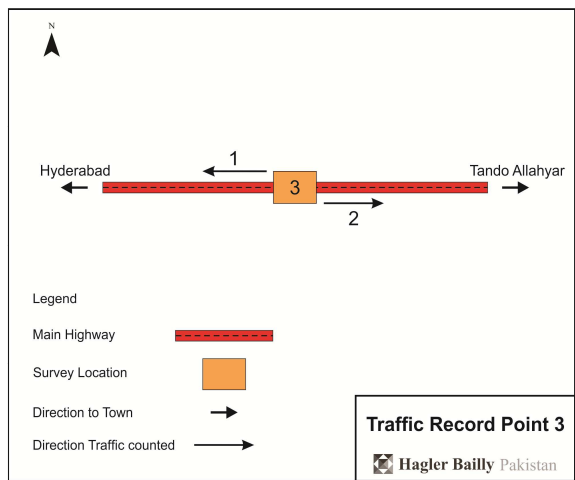 N
1
Hyderabad
Tando Allahyar
3
2
Legend
Main Highway
Survey Location
Direction to Town
Direction Traffic counted
Traffic Record Point 3
Hagler Bailly Pakistan